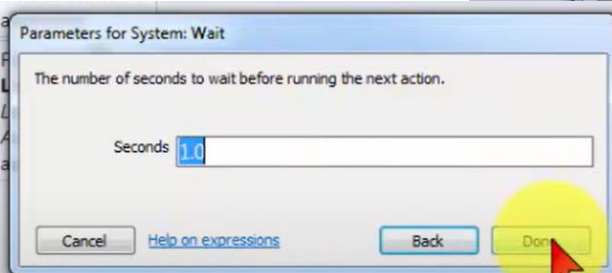 Parameters for System: Wait
The number of seconds to wait before running the next action.
Seconds 1.0
Cancel Help on expressions Back Done